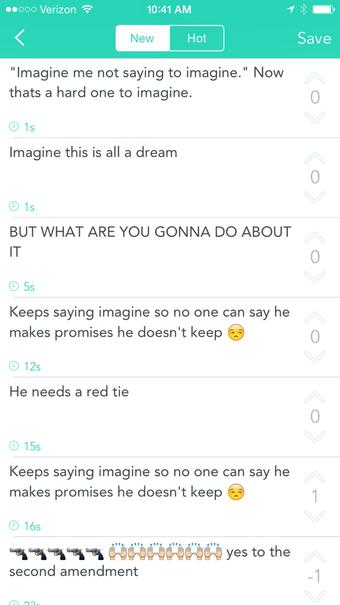 Verizon 10:41 AM
New Hot Save
"Imagine me not saying to imagine." Now
thats a hard one to imagine.
0
1s
Imagine this is all a dream
0
1s
BUT WHAT ARE YOU GONNA DO ABOUT
IT
0
5s
Keeps saying imagine so no one can say he
makes promises he doesn't keep 😒
0
12s
He needs a red tie
0
15s
Keeps saying imagine so no one can say he
makes promises he doesn't keep 😒
1
16s
🔫🔫🔫🔫🔫 🙌🙌🙌🙌🙌🙌 yes to the
second amendment
-1